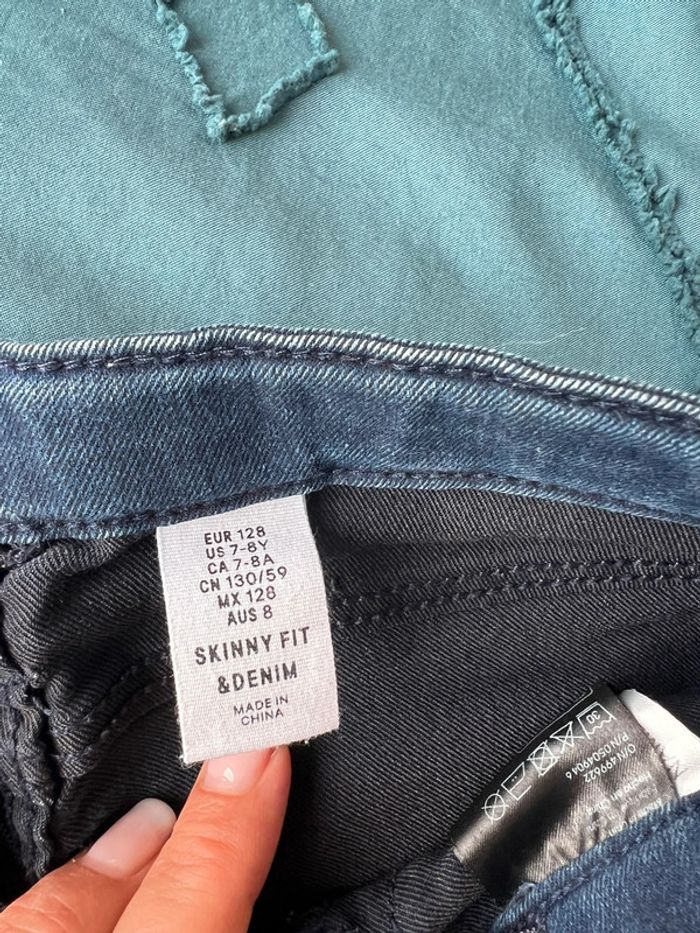 EUR 128
US 7-8Y
CA 7-8A
CN 130/59
MX 128
AUS 8
SKINNY FIT
&DENIM
MADE IN
CHINA
30